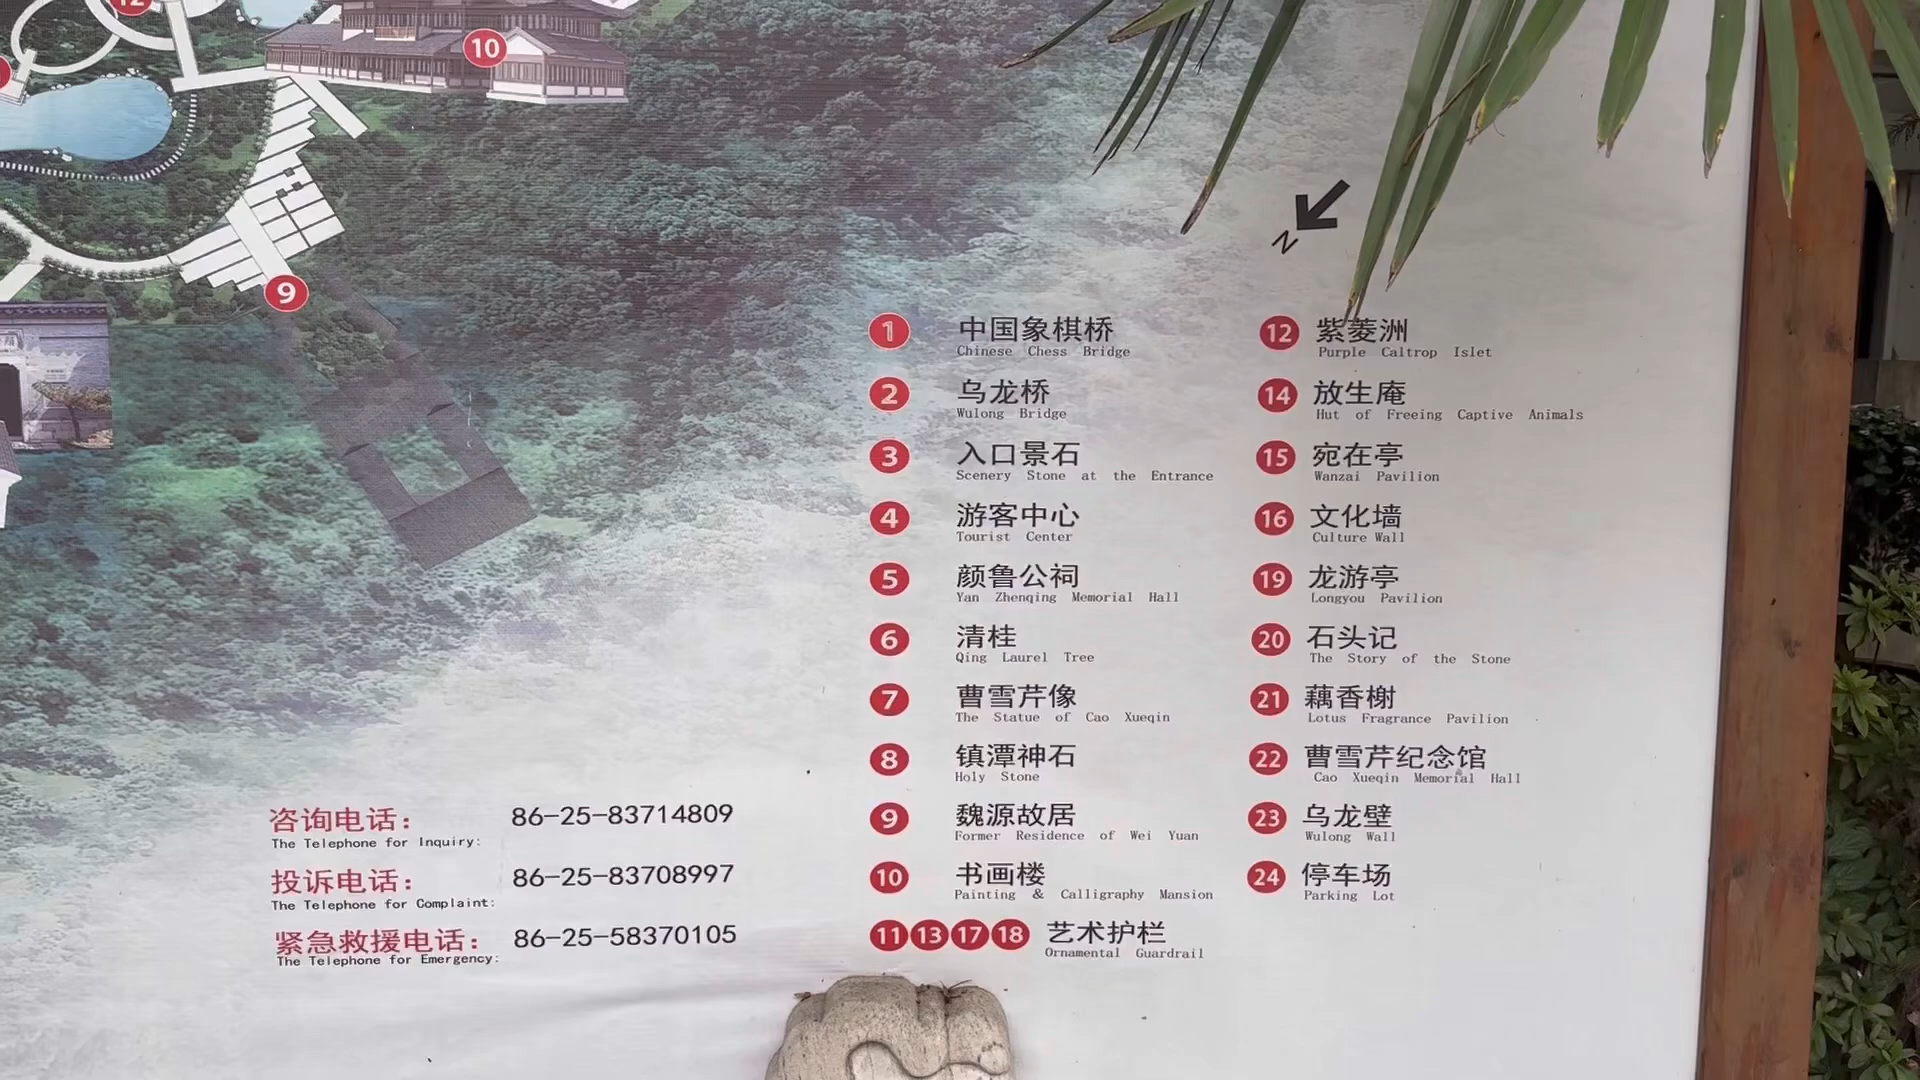 12
10
9
N
1 中国象棋桥
Chinese Chess Bridge
2 乌龙桥
Wulong Bridge
3 入口景石
Scenery Stone at the Entrance
4 游客中心
Tourist Center
5 颜鲁公祠
Yan Zhenqing Memorial Hall
6 清桂
Qing Laurel Tree
7 曹雪芹像
The Statue of Cao Xueqin
8 镇潭神石
Holy Stone
9 魏源故居
Former Residence of Wei Yuan
10 书画楼
Painting & Calligraphy Mansion
11 13 17 18 艺术护栏
Ornamental Guardrail
12 紫菱洲
Purple Caltrop Islet
14 放生庵
Hut of Freeing Captive Animals
15 宛在亭
Wanzai Pavilion
16 文化墙
Culture Wall
19 龙游亭
Longyou Pavilion
20 石头记
The Story of the Stone
21 藕香榭
Lotus Fragrance Pavilion
22 曹雪芹纪念馆
Cao Xueqin Memorial Hall
23 乌龙壁
Wulong Wall
24 停车场
Parking Lot
咨询电话： 86-25-83714809
The Telephone for Inquiry:
投诉电话： 86-25-83708997
The Telephone for Complaint:
紧急救援电话： 86-25-58370105
The Telephone for Emergency: